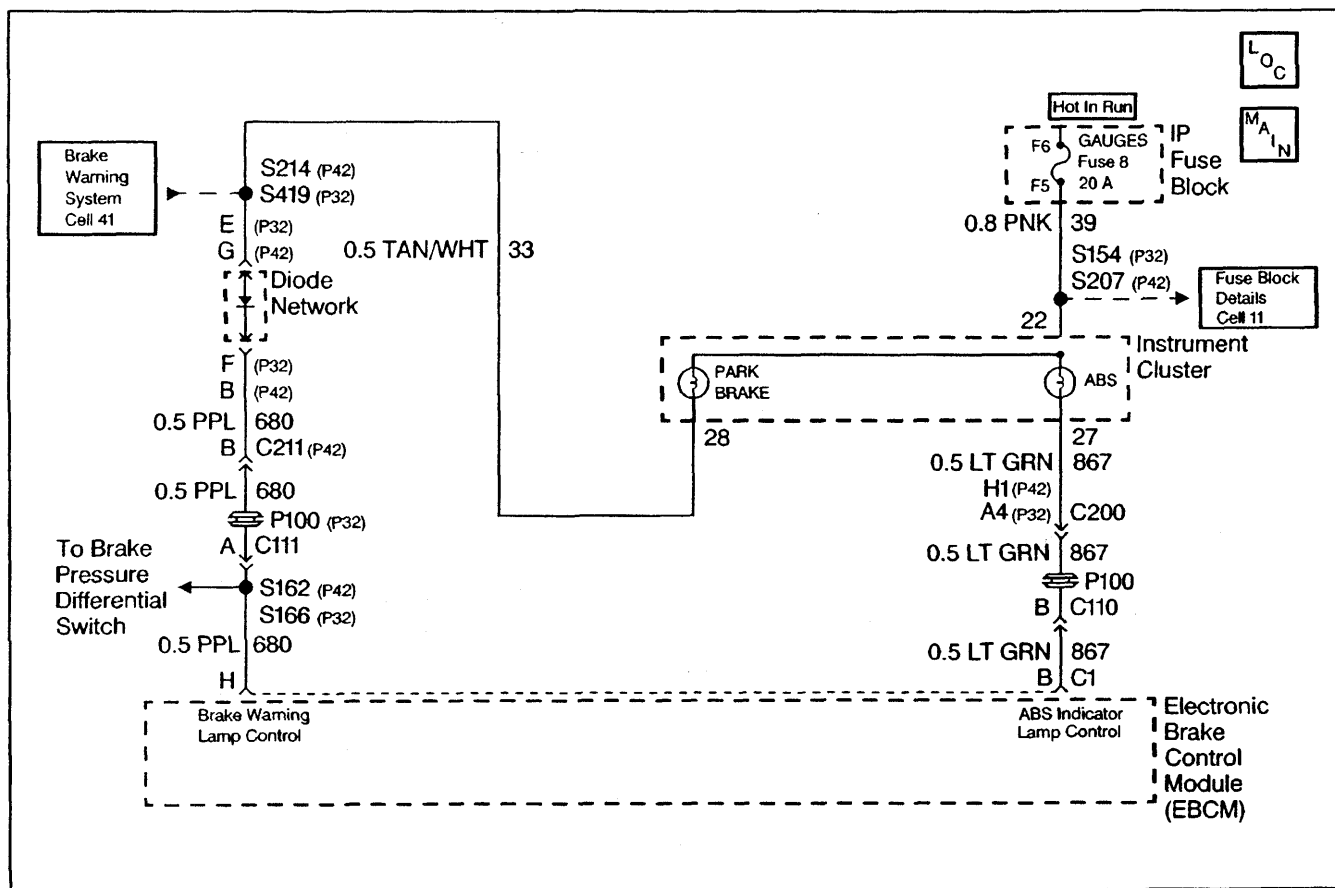 LOC
MAIN
Hot In Run
IP
Fuse
Block
F6
GAUGES
Fuse 8
F5
20 A
0.8 PNK 39
S154 (P32)
S207 (P42)
Fuse Block
Details
Cell 11
22
Brake
Warning
System
Cell 41
S214 (P42)
S419 (P32)
E (P32)
G (P42)
0.5 TAN/WHT 33
Diode
Network
F (P32)
B (P42)
0.5 PPL 680
B C211 (P42)
0.5 PPL 680
P100 (P32)
A C111
To Brake
Pressure
Differential
Switch
S162 (P42)
S166 (P32)
0.5 PPL 680
H
Instrument
Cluster
PARK
BRAKE
ABS
28
27
0.5 LT GRN 867
H1 (P42)
A4 (P32) C200
0.5 LT GRN 867
P100
B C110
0.5 LT GRN 867
B C1
Brake Warning
Lamp Control
ABS Indicator
Lamp Control
Electronic
Brake
Control
Module
(EBCM)